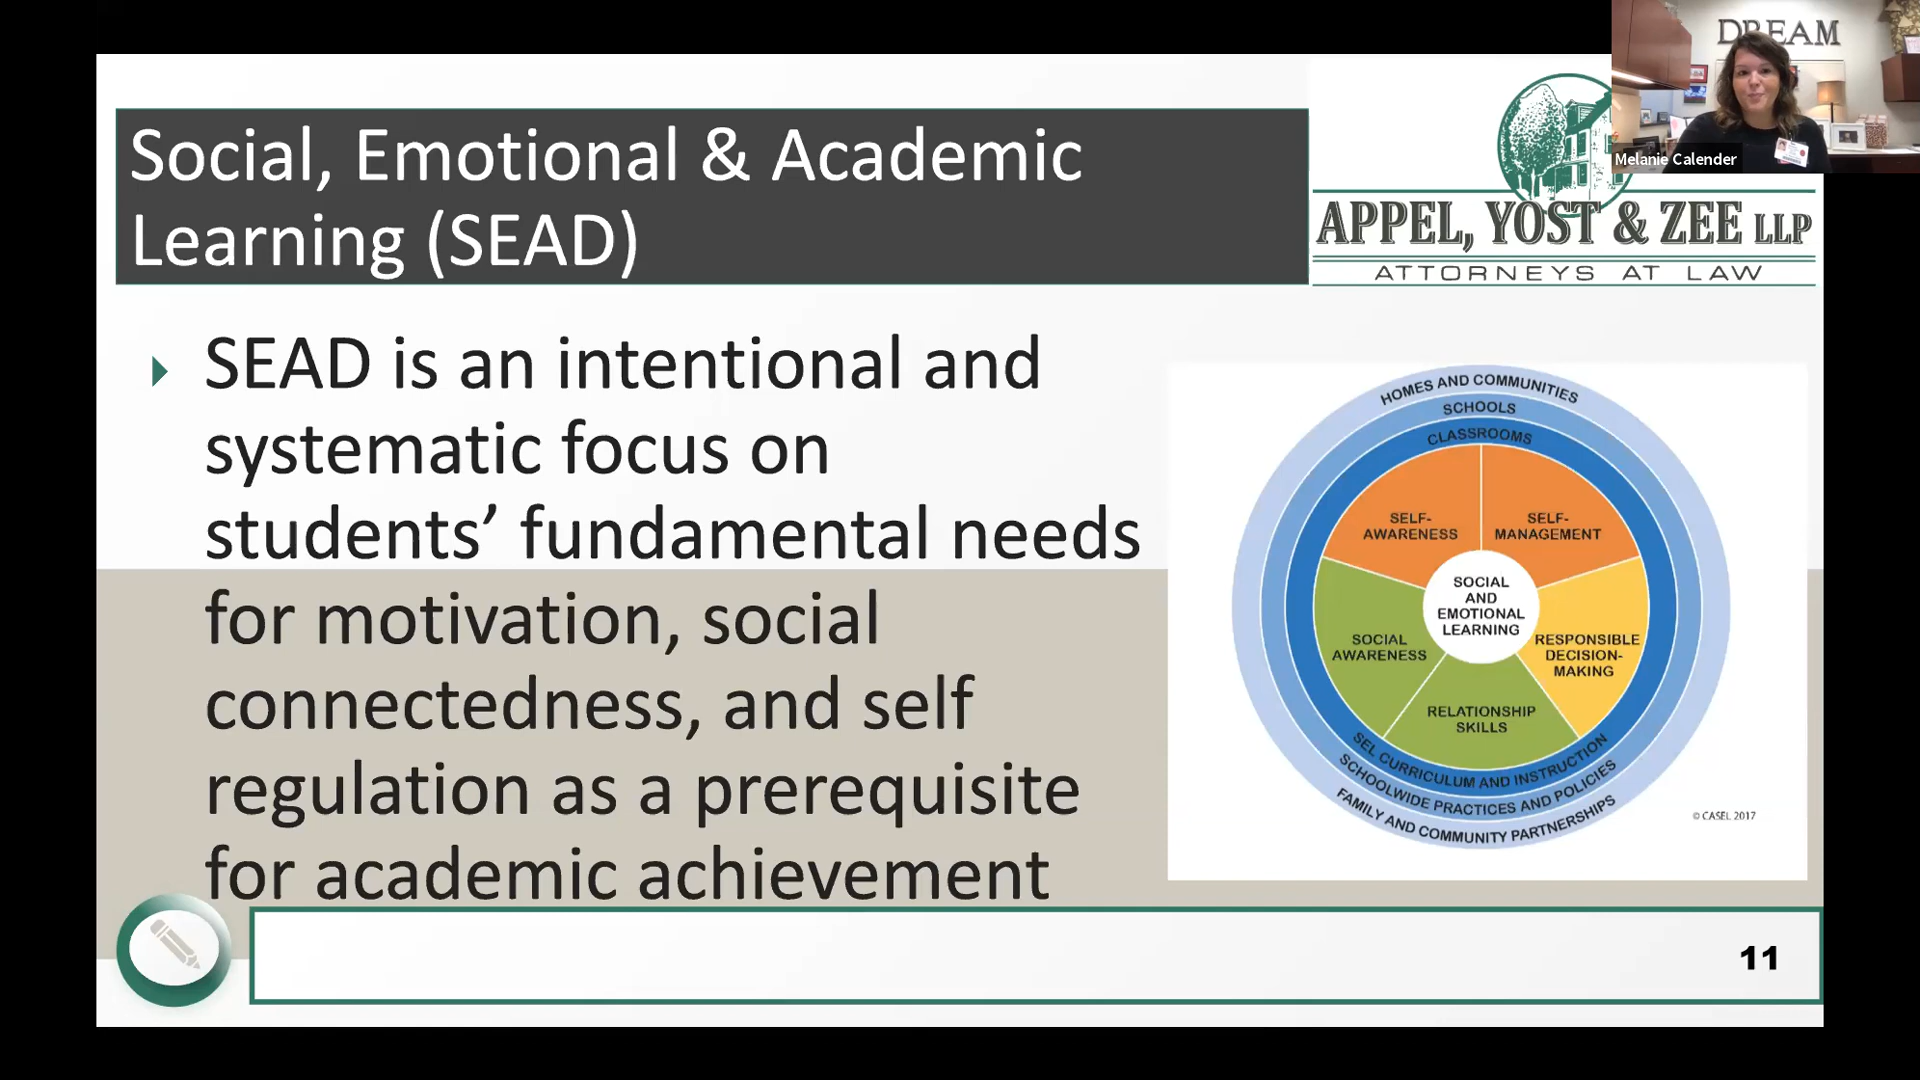 DREAM
Melanie Calender
Social, Emotional & Academic
Learning (SEAD)
APPEL, YOST & ZEE LLP
ATTORNEYS AT LAW
SEAD is an intentional and
systematic focus on
students’ fundamental needs
for motivation, social
connectedness, and self
regulation as a prerequisite
for academic achievement
HOMES AND COMMUNITIES
SCHOOLS
CLASSROOMS
SELF-
AWARENESS
SELF-
MANAGEMENT
SOCIAL
AND
EMOTIONAL
LEARNING
SOCIAL
AWARENESS
RESPONSIBLE
DECISION-
MAKING
RELATIONSHIP
SKILLS
SEL CURRICULUM AND INSTRUCTION
SCHOOLWIDE PRACTICES AND POLICIES
FAMILY AND COMMUNITY PARTNERSHIPS
© CASEL 2017
11